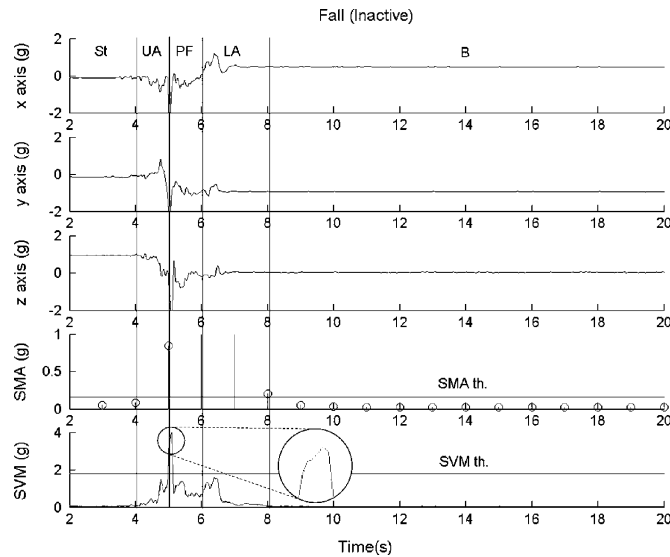 Fall (Inactive)
St UA PF LA B
x axis (g)
2
0
-2
2 4 6 8 10 12 14 16 18 20
y axis (g)
2
0
-2
2 4 6 8 10 12 14 16 18 20
z axis (g)
2
0
-2
2 4 6 8 10 12 14 16 18 20
SMA (g)
1
0.5
0
SMA th.
2 4 6 8 10 12 14 16 18 20
SVM (g)
4
2
0
SVM th.
2 4 6 8 10 12 14 16 18 20
Time(s)